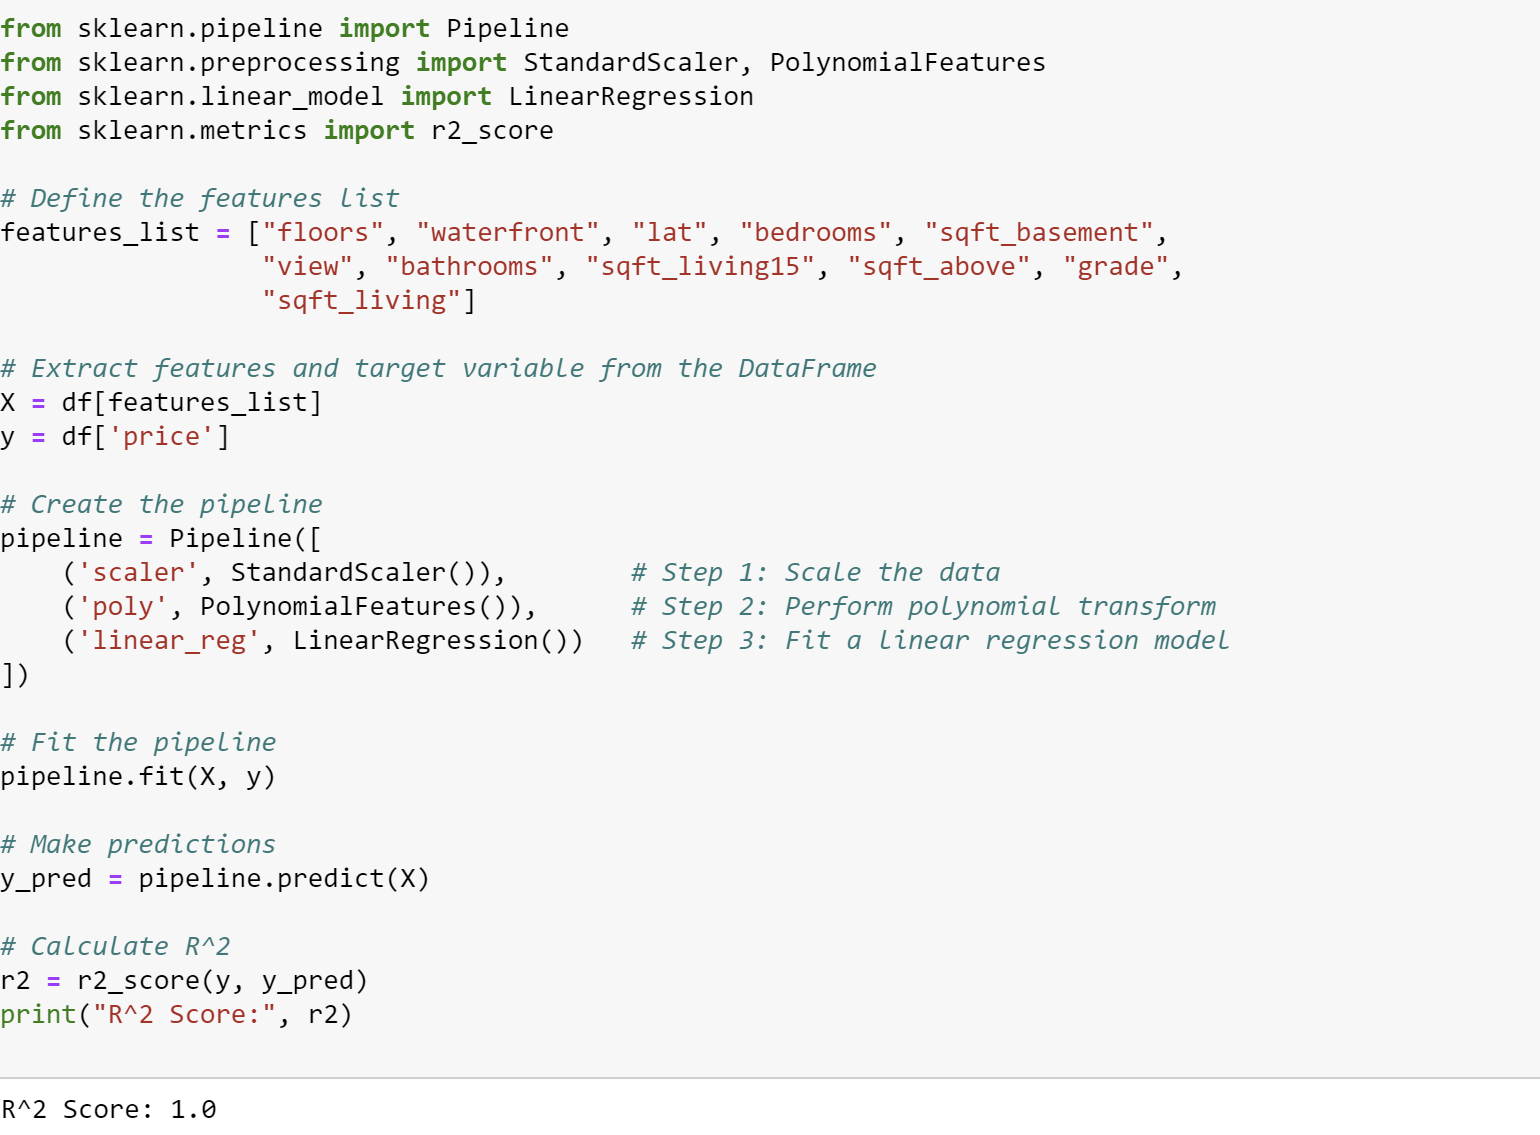 from sklearn.pipeline import Pipeline
from sklearn.preprocessing import StandardScaler, PolynomialFeatures
from sklearn.linear_model import LinearRegression
from sklearn.metrics import r2_score

# Define the features list
features_list = ["floors", "waterfront", "lat", "bedrooms", "sqft_basement",
                 "view", "bathrooms", "sqft_living15", "sqft_above", "grade",
                 "sqft_living"]

# Extract features and target variable from the DataFrame
X = df[features_list]
y = df['price']

# Create the pipeline
pipeline = Pipeline([
    ('scaler', StandardScaler()),        # Step 1: Scale the data
    ('poly', PolynomialFeatures()),      # Step 2: Perform polynomial transform
    ('linear_reg', LinearRegression())   # Step 3: Fit a linear regression model
])

# Fit the pipeline
pipeline.fit(X, y)

# Make predictions
y_pred = pipeline.predict(X)

# Calculate R^2
r2 = r2_score(y, y_pred)
print("R^2 Score:", r2)

R^2 Score: 1.0